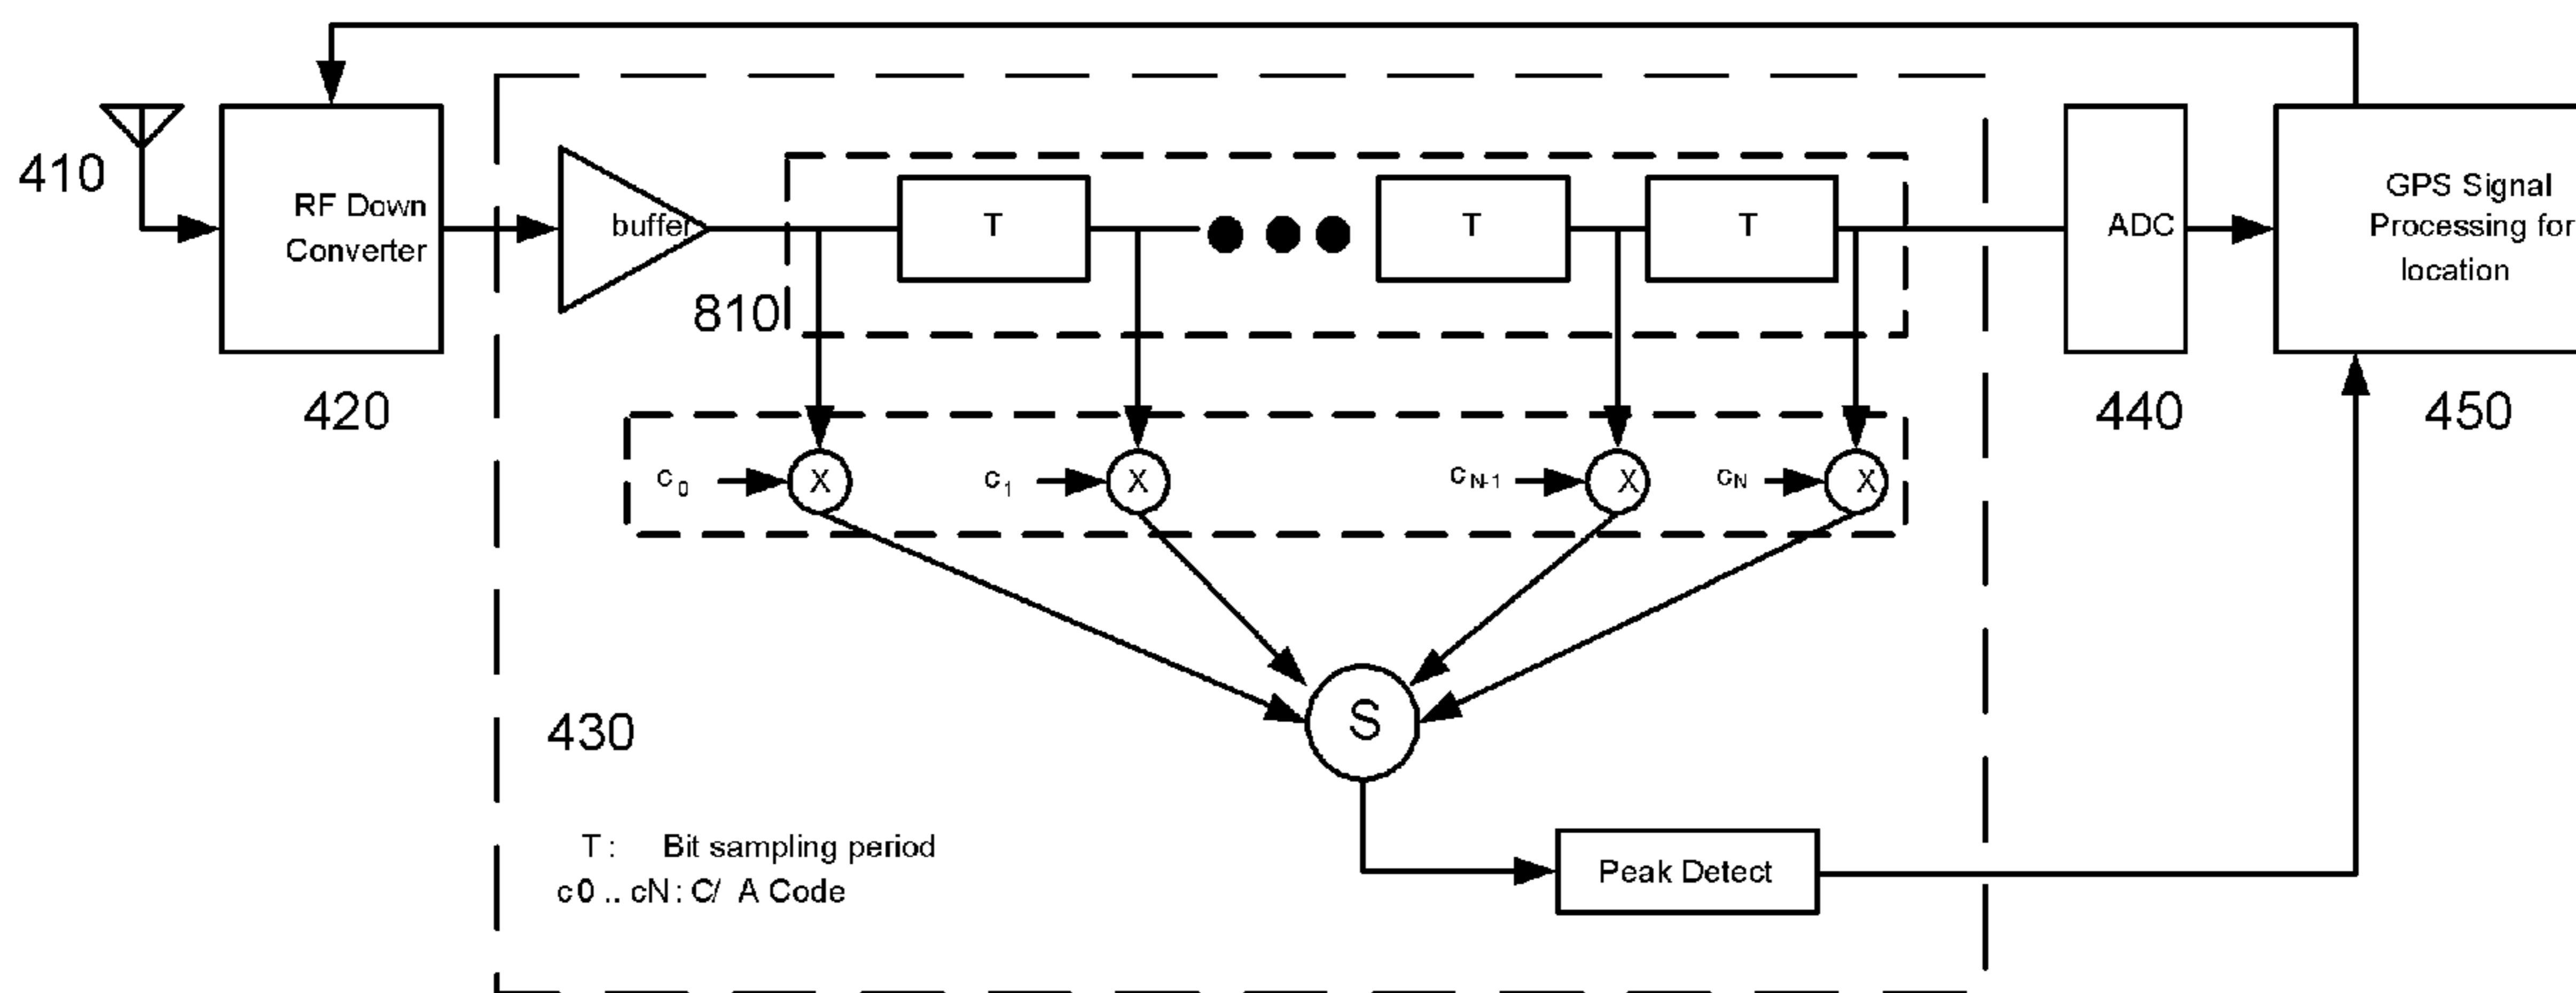 410
RF Down
Converter
420
buffer
810
T
T
T
ADC
440
GPS Signal
Processing for
location
450
c0
X
c1
X
cN-1
X
cN
X
S
430
T: Bit sampling period
c0 .. cN: C/ A Code
Peak Detect